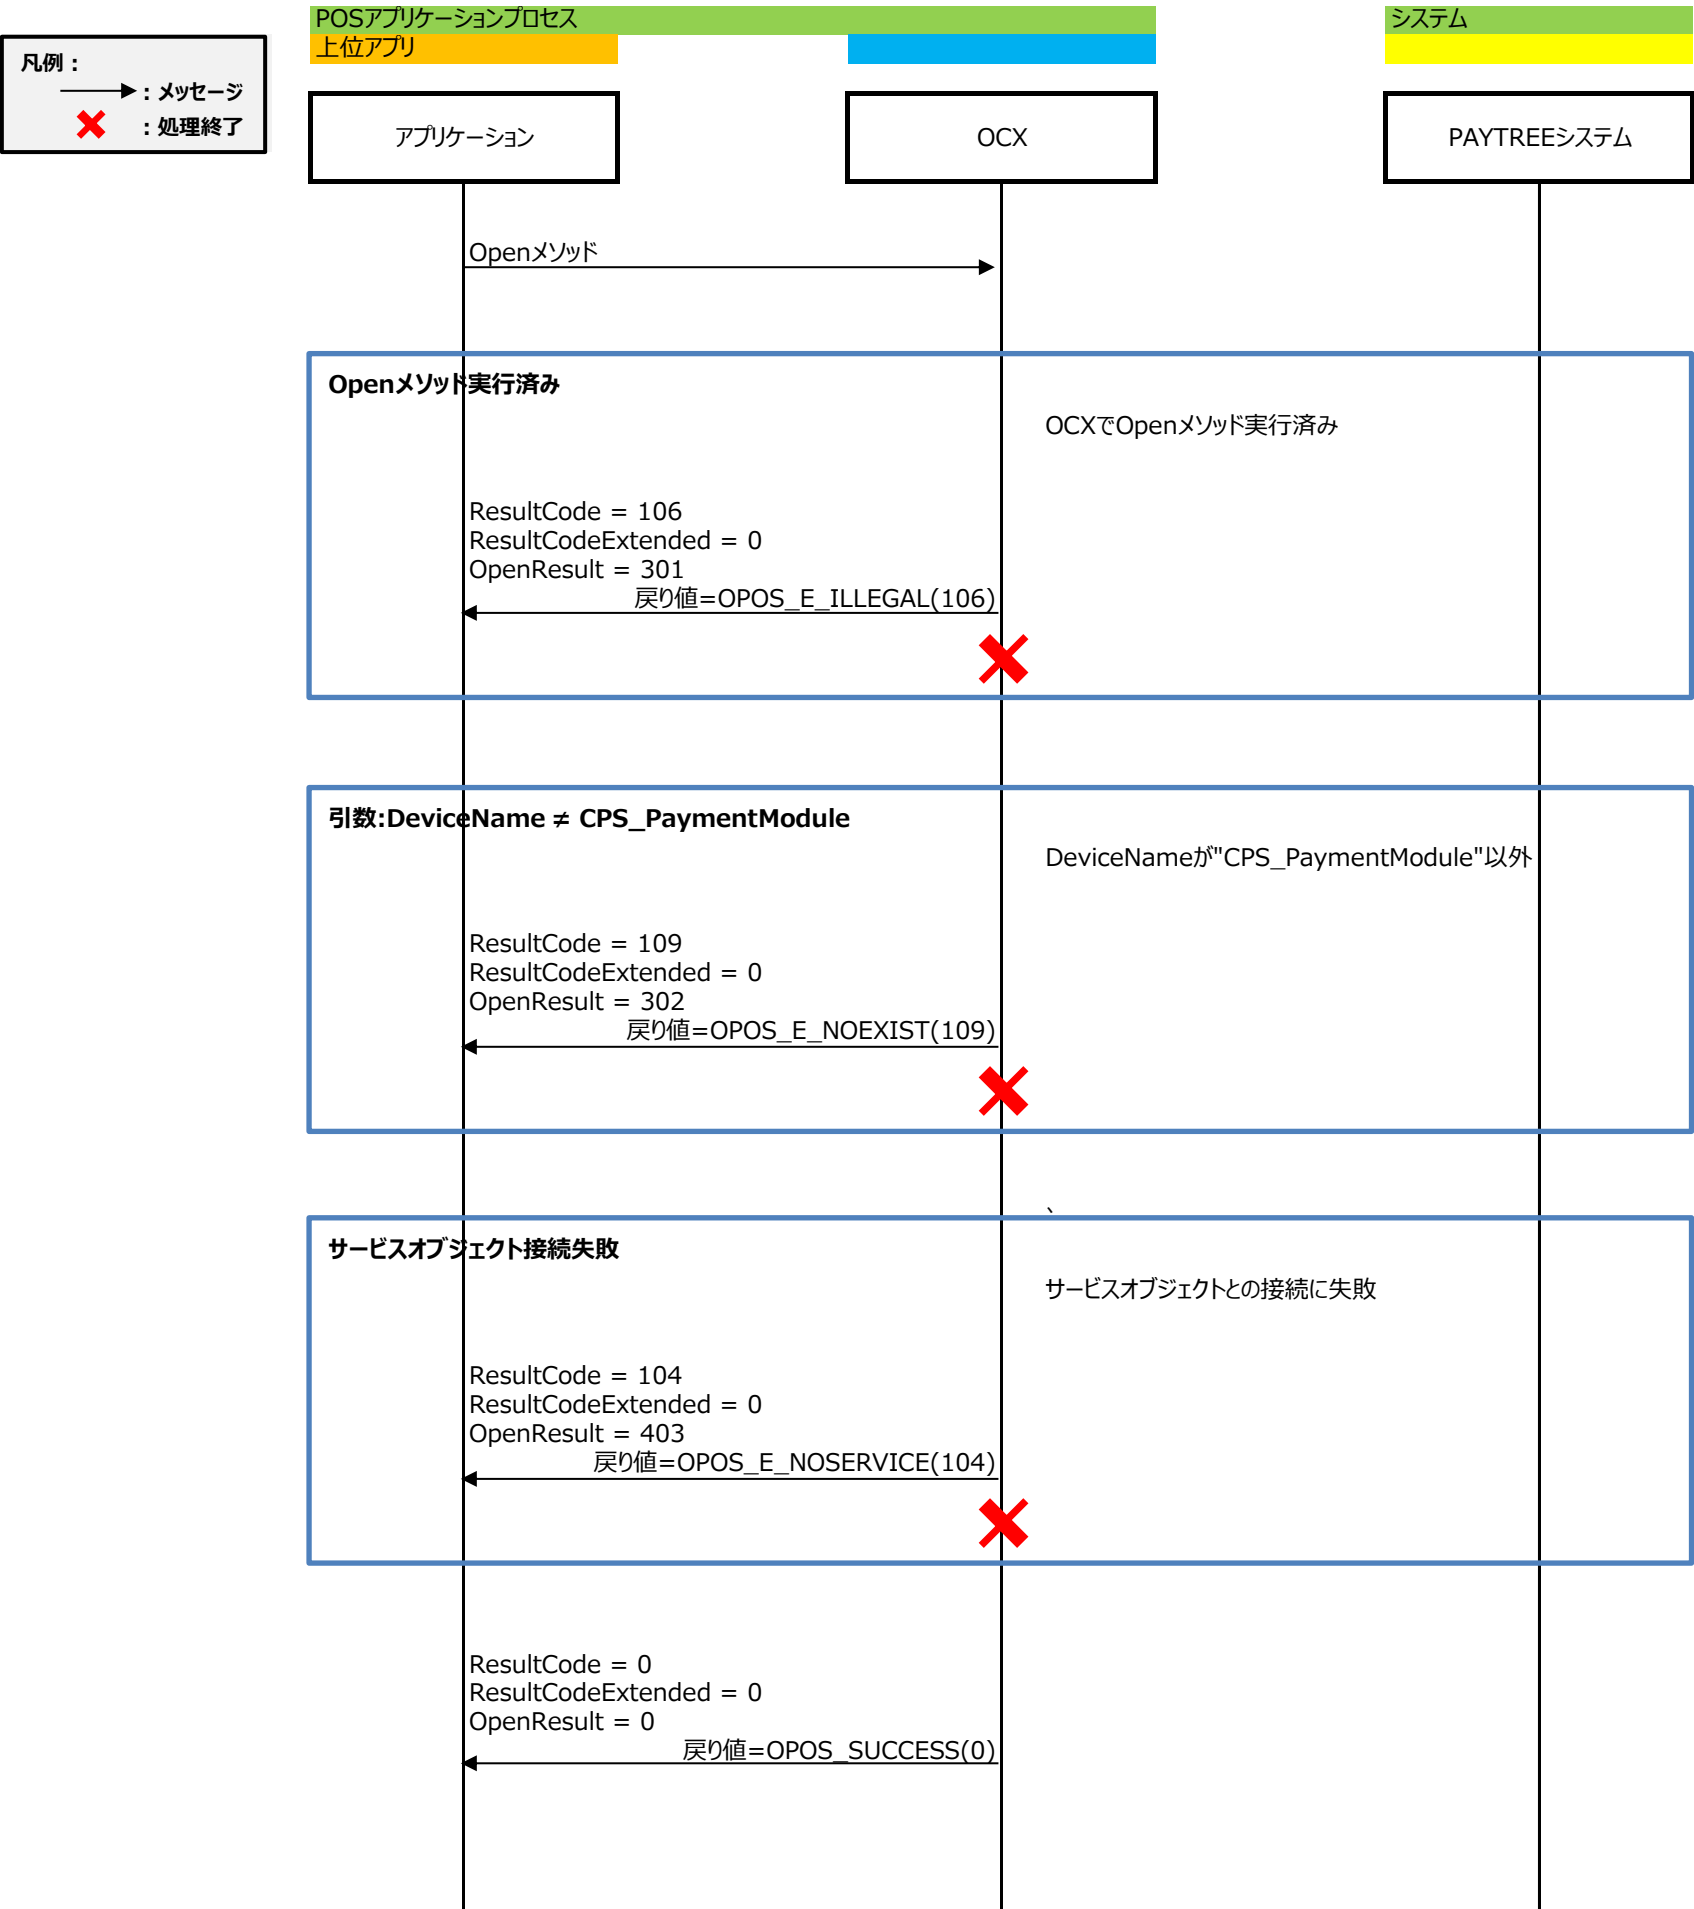 POSアプリケーションプロセス
システム
上位アプリ
凡例：
：メッセージ
：処理終了
アプリケーション
OCX
PAYTREEシステム
Openメソッド
Openメソッド実行済み
OCXでOpenメソッド実行済み
ResultCode = 106
ResultCodeExtended = 0
OpenResult = 301
戻り値=OPOS_E_ILLEGAL(106)
引数:DeviceName ≠ CPS_PaymentModule
DeviceNameが"CPS_PaymentModule"以外
ResultCode = 109
ResultCodeExtended = 0
OpenResult = 302
戻り値=OPOS_E_NOEXIST(109)
、
サービスオブジェクト接続失敗
サービスオブジェクトとの接続に失敗
ResultCode = 104
ResultCodeExtended = 0
OpenResult = 403
戻り値=OPOS_E_NOSERVICE(104)
ResultCode = 0
ResultCodeExtended = 0
OpenResult = 0
戻り値=OPOS_SUCCESS(0)